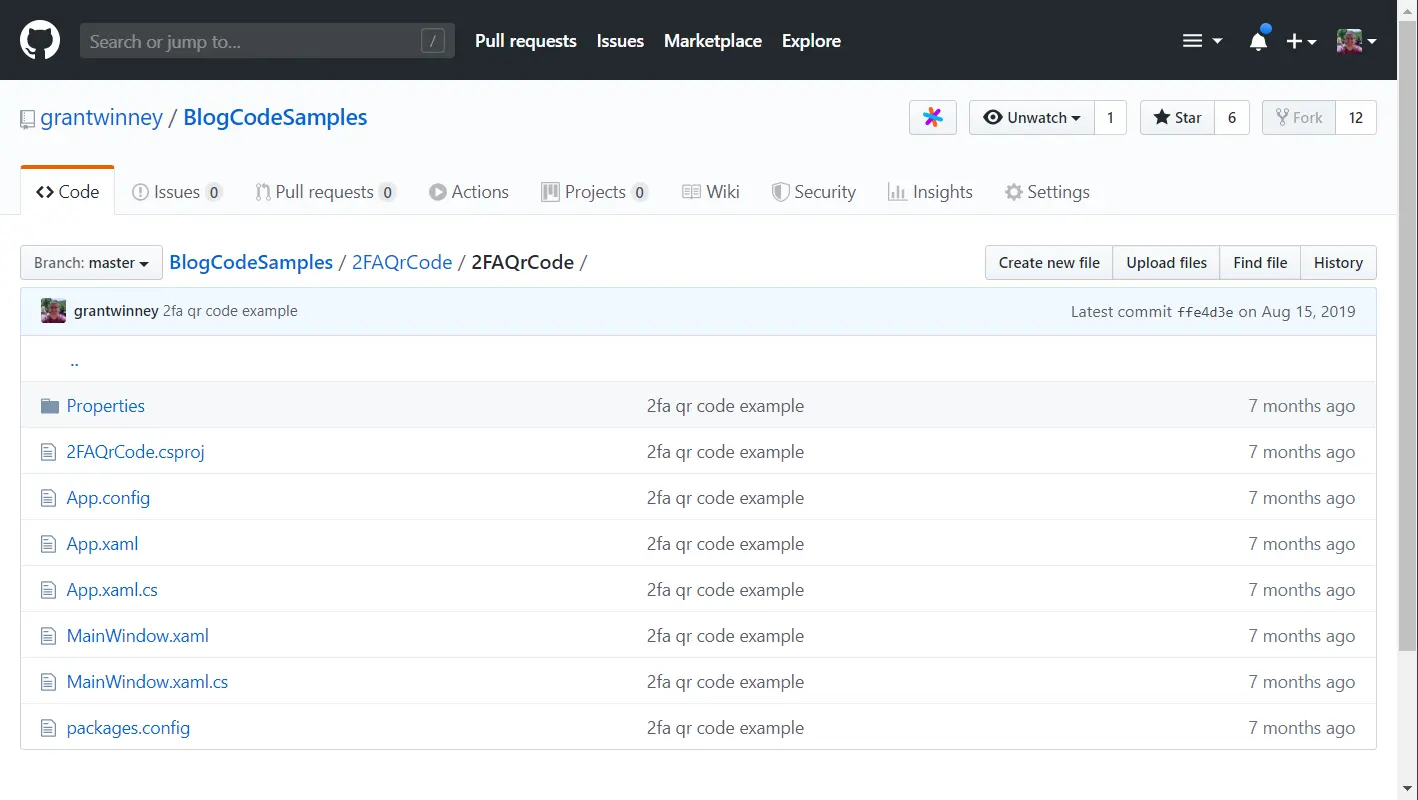 Search or jump to... / Pull requests Issues Marketplace Explore
grantwinney / BlogCodeSamples Unwatch 1 Star 6 Fork 12
Code Issues 0 Pull requests 0 Actions Projects 0 Wiki Security Insights Settings
Branch: master BlogCodeSamples / 2FAQrCode / 2FAQrCode / Create new file Upload files Find file History
grantwinney 2fa qr code example Latest commit ffe4d3e on Aug 15, 2019
..
Properties 2fa qr code example 7 months ago
2FAQrCode.csproj 2fa qr code example 7 months ago
App.config 2fa qr code example 7 months ago
App.xaml 2fa qr code example 7 months ago
App.xaml.cs 2fa qr code example 7 months ago
MainWindow.xaml 2fa qr code example 7 months ago
MainWindow.xaml.cs 2fa qr code example 7 months ago
packages.config 2fa qr code example 7 months ago